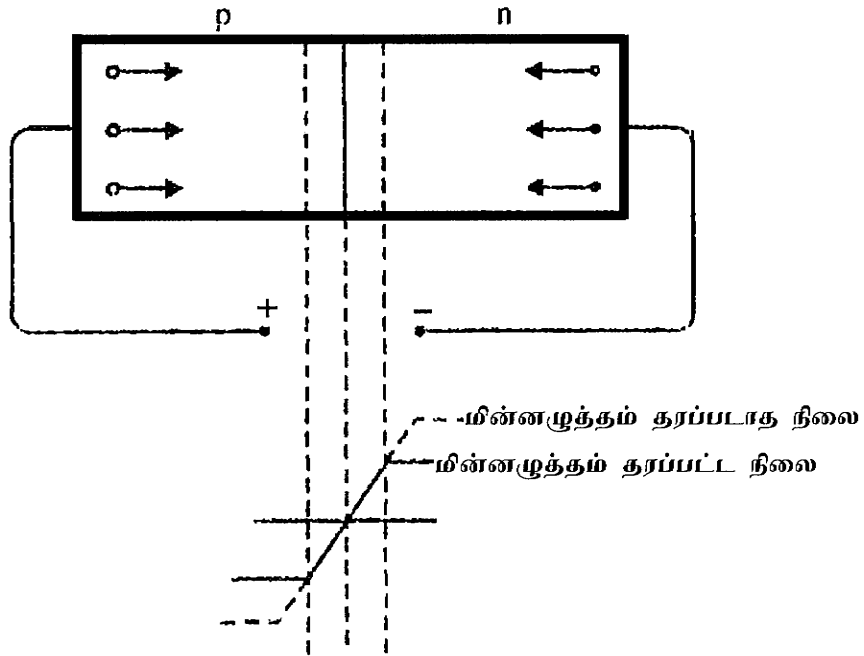 p n
+ −
மின்னழுத்தம் தரப்படாத நிலை
மின்னழுத்தம் தரப்பட்ட நிலை